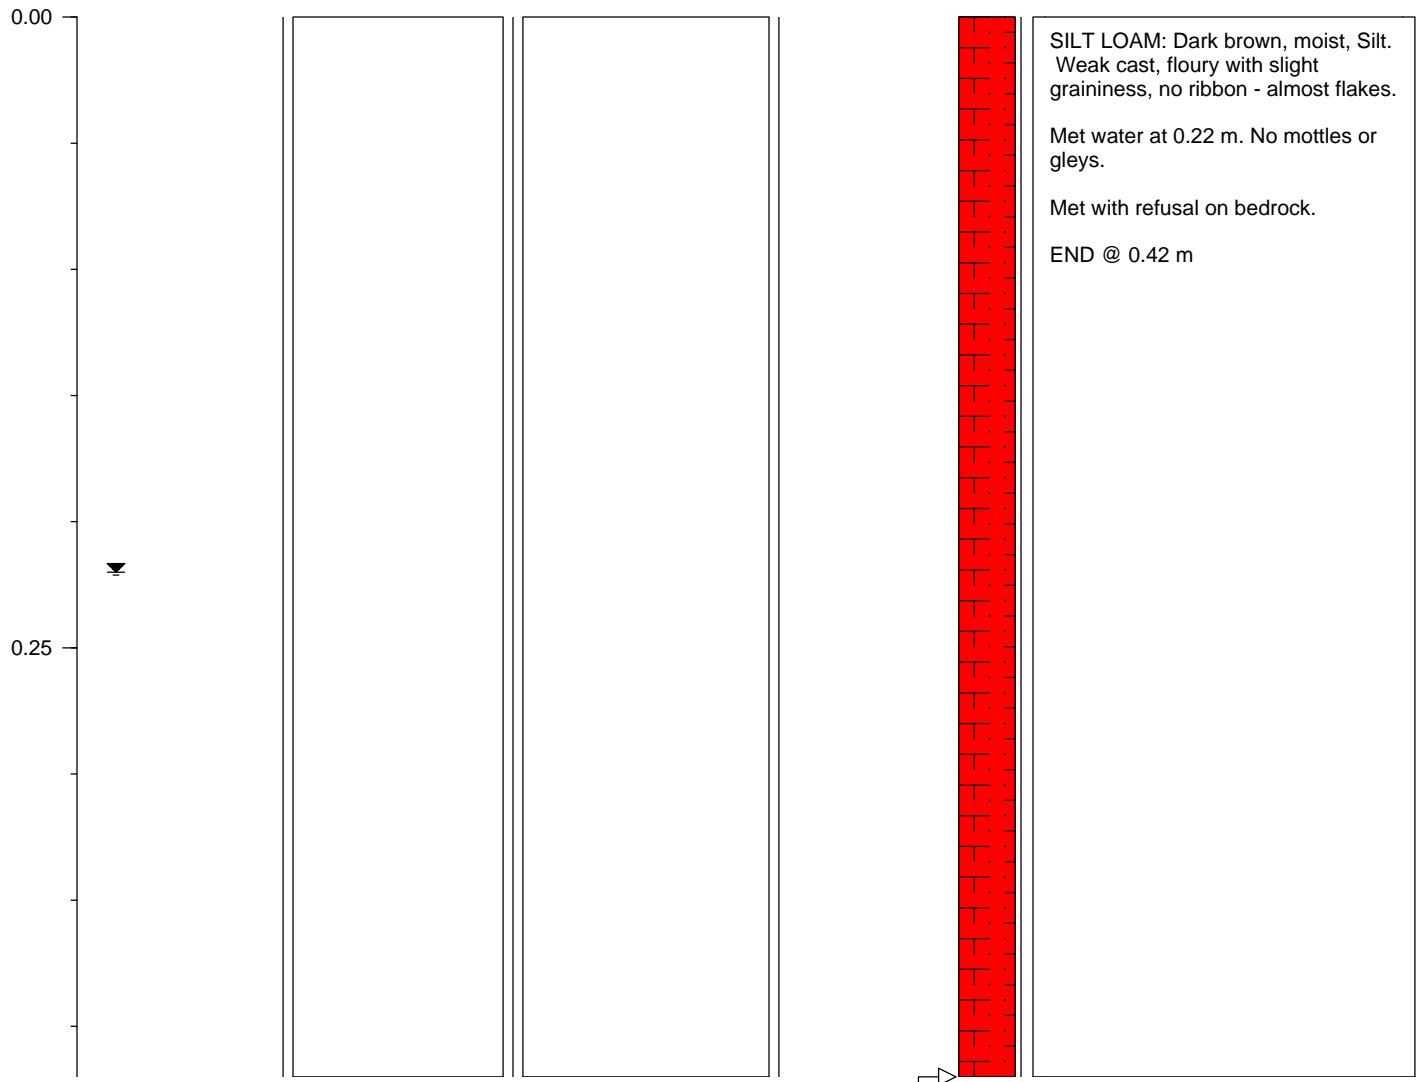 0.00
SILT LOAM: Dark brown, moist, Silt.
Weak cast, floury with slight
graininess, no ribbon - almost flakes.
Met water at 0.22 m. No mottles or
gleys.
Met with refusal on bedrock.
END @ 0.42 m
0.25